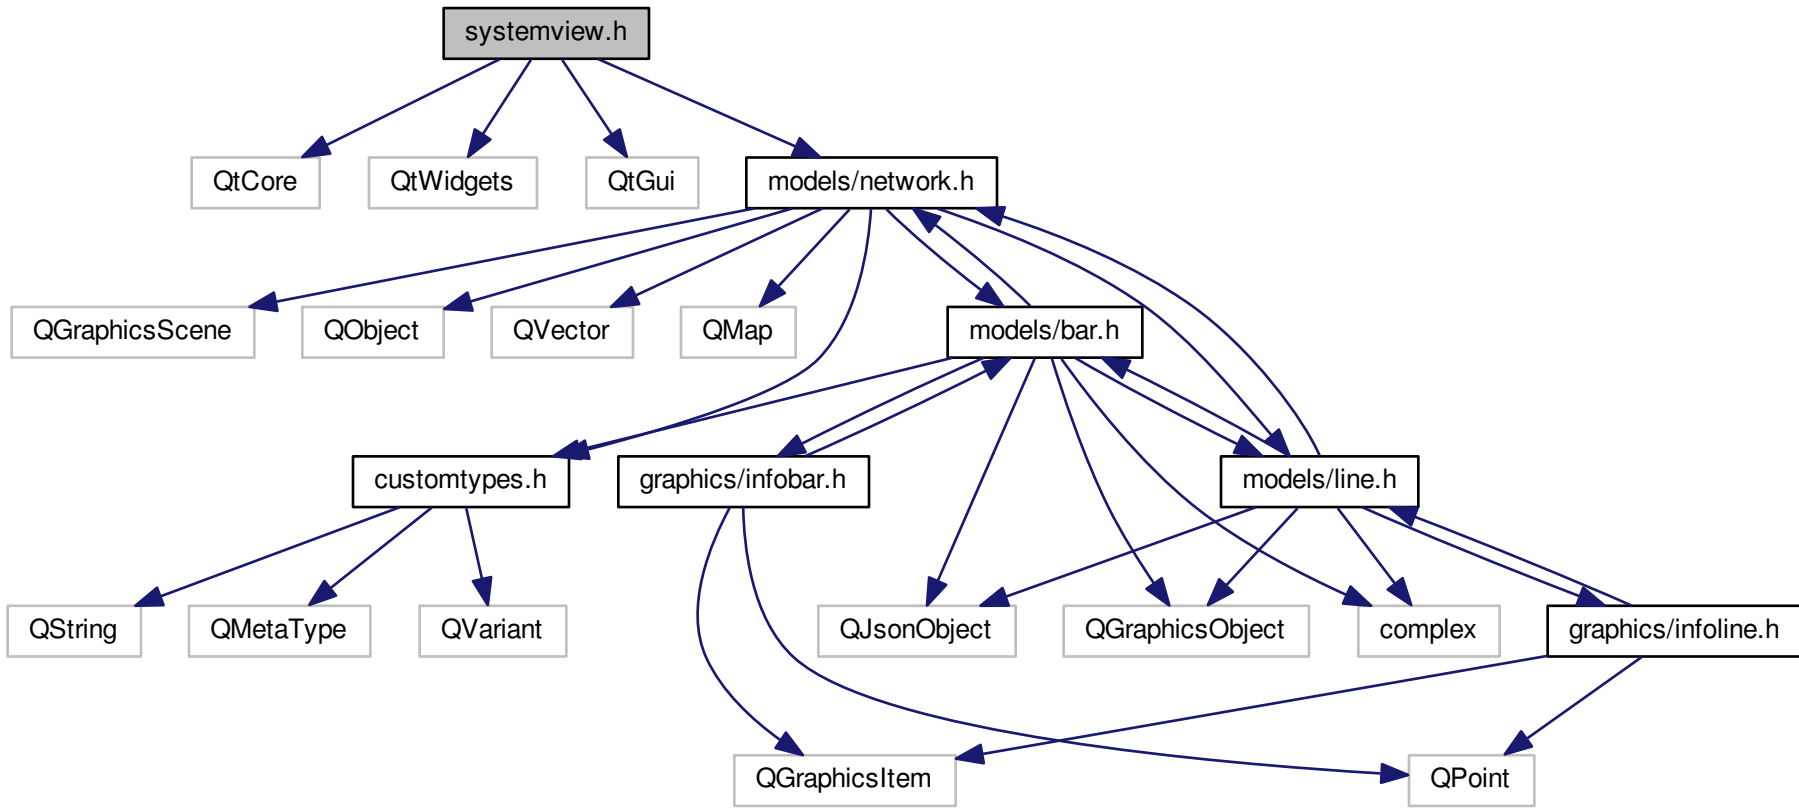 systemview.h
QtCore
QtWidgets
QtGui
models/network.h
QGraphicsScene
QObject
QVector
QMap
models/bar.h
customtypes.h
graphics/infobar.h
models/line.h
QString
QMetaType
QVariant
QJsonObject
QGraphicsObject
complex
graphics/infoline.h
QGraphicsItem
QPoint